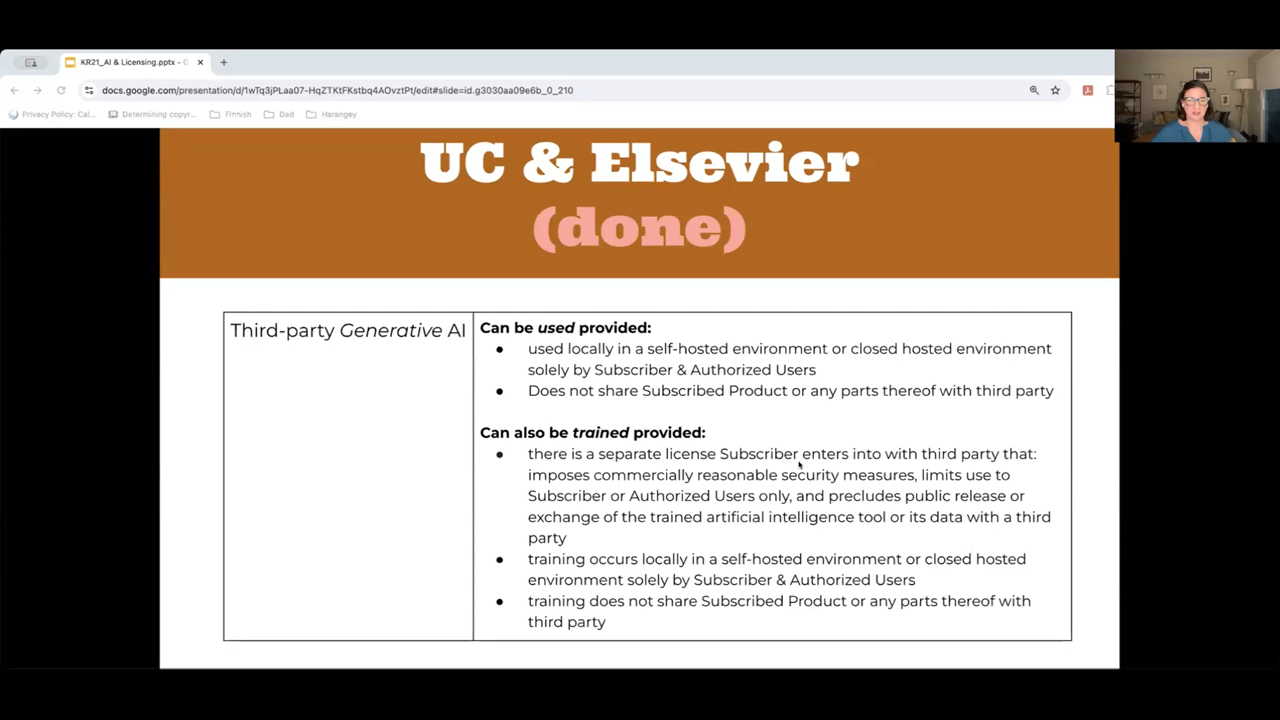 KR21_AI & Licensing.pptx - G
docs.google.com/presentation/d/1wTq3jPLaa07-HqZTKtFKstbq4AOvztPt/edit#slide=id.g3030aa09e6b_0_210
Privacy Policy: Cal...
Determining copyr...
Finnish
Dad
Harangey
UC & Elsevier
(done)
Third-party Generative AI
Can be used provided:
● used locally in a self-hosted environment or closed hosted environment
solely by Subscriber & Authorized Users
● Does not share Subscribed Product or any parts thereof with third party
Can also be trained provided:
● there is a separate license Subscriber enters into with third party that:
imposes commercially reasonable security measures, limits use to
Subscriber or Authorized Users only, and precludes public release or
exchange of the trained artificial intelligence tool or its data with a third
party
● training occurs locally in a self-hosted environment or closed hosted
environment solely by Subscriber & Authorized Users
● training does not share Subscribed Product or any parts thereof with
third party